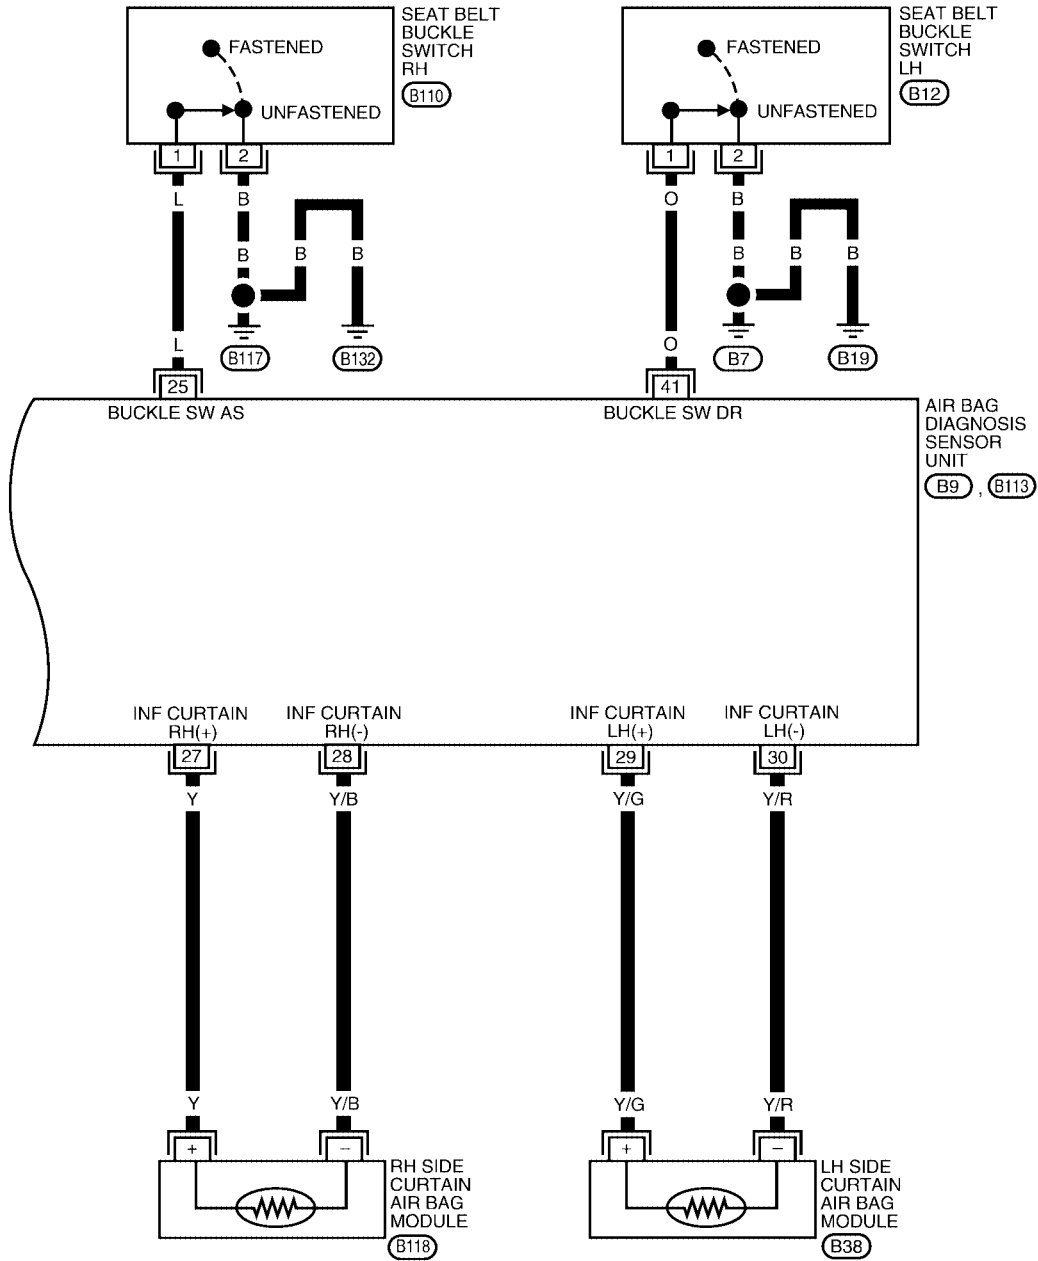 SEAT BELT
BUCKLE
SWITCH
RH
B110
FASTENED
UNFASTENED
SEAT BELT
BUCKLE
SWITCH
LH
B12
FASTENED
UNFASTENED
1 2
1 2
L B
B B B
L
B117 B132
O B
B B B
O
B7 B19
25
BUCKLE SW AS
41
BUCKLE SW DR
AIR BAG
DIAGNOSIS
SENSOR
UNIT
B9 , B113
INF CURTAIN
RH(+)
INF CURTAIN
RH(-)
INF CURTAIN
LH(+)
INF CURTAIN
LH(-)
27 28 29 30
Y Y/B Y/G Y/R
Y Y/B Y/G Y/R
+ − + −
RH SIDE
CURTAIN
AIR BAG
MODULE
B118
LH SIDE
CURTAIN
AIR BAG
MODULE
B38